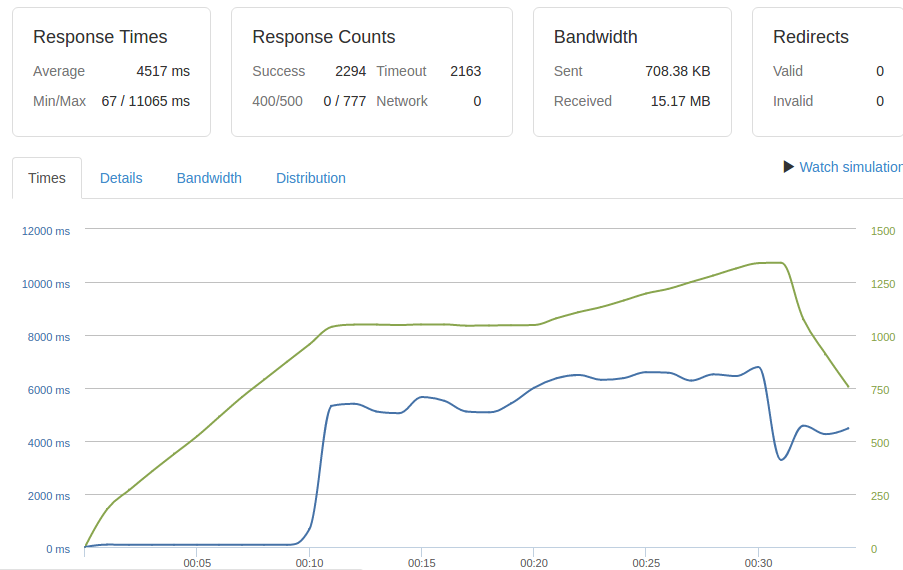 Response Times
Average 4517 ms
Min/Max 67 / 11065 ms
Response Counts
Success 2294 Timeout 2163
400/500 0 / 777 Network 0
Bandwidth
Sent 708.38 KB
Received 15.17 MB
Redirects
Valid 0
Invalid 0
Times Details Bandwidth Distribution
Watch simulation
12000 ms 1500
10000 ms 1250
8000 ms 1000
6000 ms 750
4000 ms 500
2000 ms 250
0 ms 0
00:05 00:10 00:15 00:20 00:25 00:30